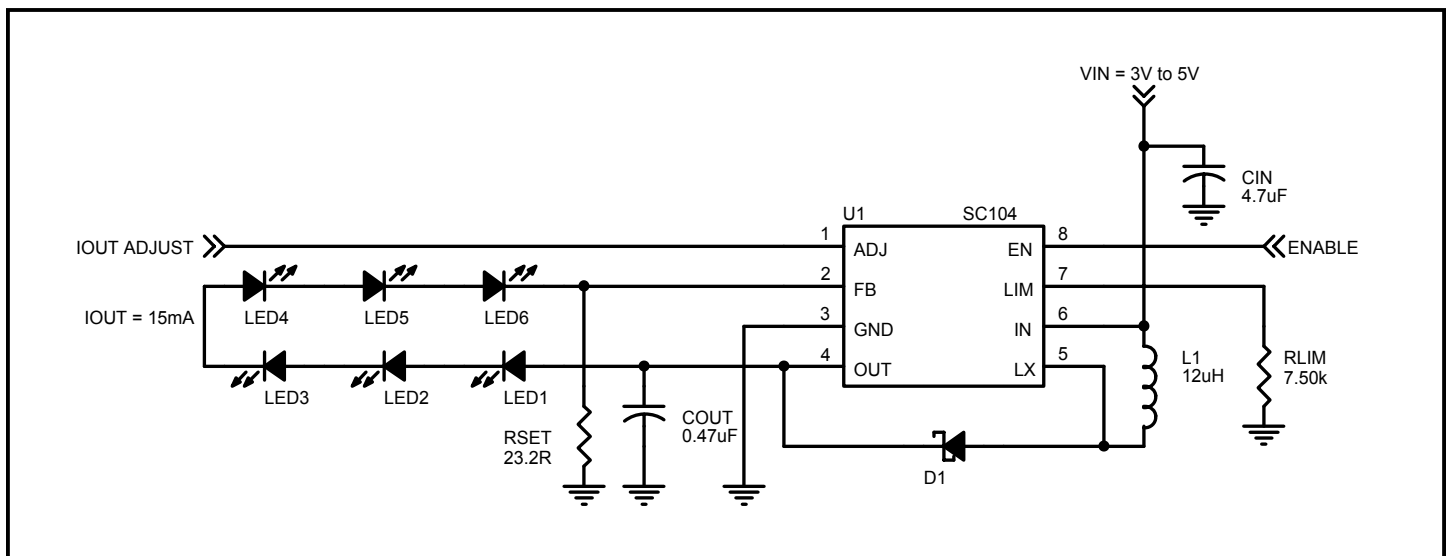 VIN = 3V to 5V
CIN
4.7uF
U1
SC104
IOUT ADJUST
1
ADJ
EN
8
ENABLE
2
FB
LIM
7
LED4
LED5
LED6
IOUT = 15mA
3
GND
IN
6
4
OUT
LX
5
LED3
LED2
LED1
L1
12uH
RLIM
7.50k
RSET
23.2R
COUT
0.47uF
D1